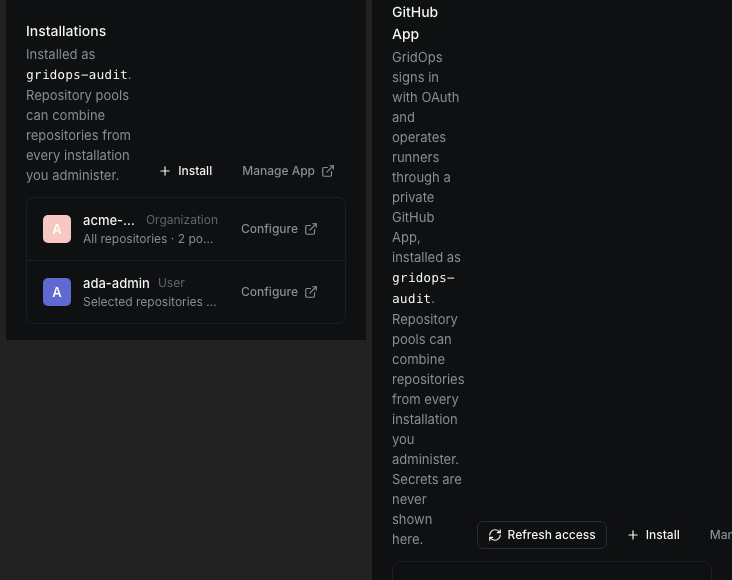 Installations
Installed as
gridops-audit.
Repository pools
can combine
repositories from
every installation
you administer.
+ Install
Manage App
A
acme-...
Organization
All repositories · 2 po...
Configure
A
ada-admin
User
Selected repositories ...
Configure
GitHub
App
GridOps
signs in
with OAuth
and
operates
runners
through a
private
GitHub
App,
installed as
gridops-
audit.
Repository
pools can
combine
repositories
from every
installation
you
administer.
Secrets are
never
shown
here.
Refresh access
+ Install
Man